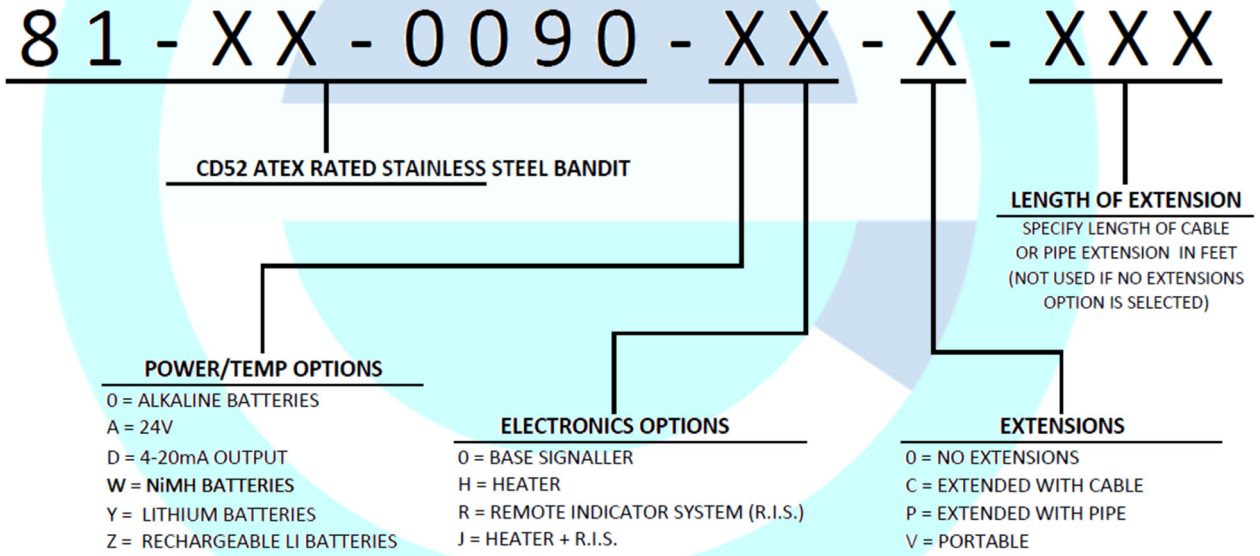 81-XX-0090-XX-X-XXX
CD52 ATEX RATED STAINLESS STEEL BANDIT
LENGTH OF EXTENSION
SPECIFY LENGTH OF CABLE
OR PIPE EXTENSION IN FEET
(NOT USED IF NO EXTENSIONS
OPTION IS SELECTED)
POWER/TEMP OPTIONS
0 = ALKALINE BATTERIES
A = 24V
D = 4-20mA OUTPUT
W = NiMH BATTERIES
Y = LITHIUM BATTERIES
Z = RECHARGEABLE LI BATTERIES
ELECTRONICS OPTIONS
0 = BASE SIGNALLER
H = HEATER
R = REMOTE INDICATOR SYSTEM (R.I.S.)
J = HEATER + R.I.S.
EXTENSIONS
0 = NO EXTENSIONS
C = EXTENDED WITH CABLE
P = EXTENDED WITH PIPE
V = PORTABLE